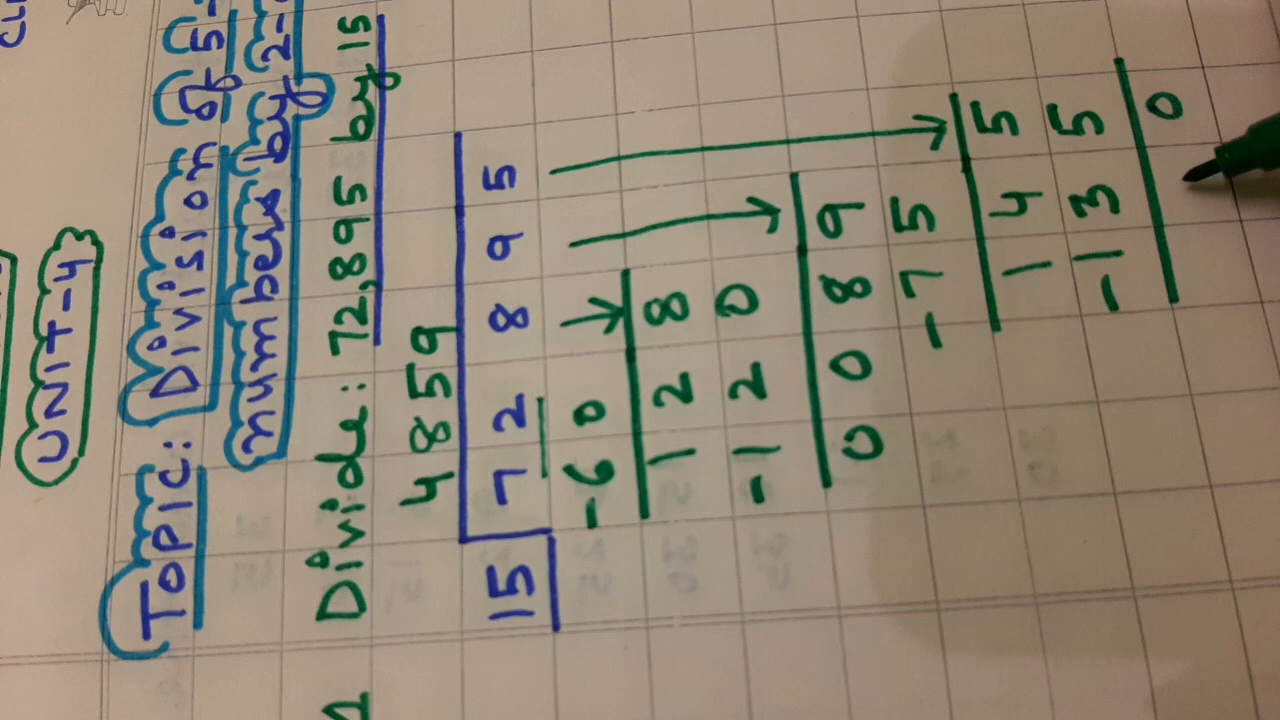 UNIT-4
Topic: Division of 5-
numbers by 2-
Divide: 72,895 by 15
4859
15 7 2 8 9 5
-6 0
1 2 8
-1 2 0
0 0 8 9
-7 5
1 4 5
-1 3 5
0